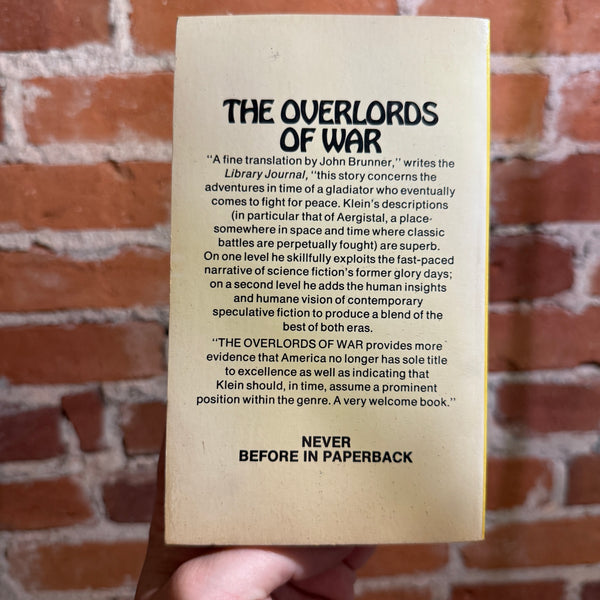 THE OVERLORDS
OF WAR
"A fine translation by John Brunner," writes the
Library Journal, "this story concerns the
adventures in time of a gladiator who eventually
comes to fight for peace. Klein's descriptions
(in particular that of Aergistal, a place
somewhere in space and time where classic
battles are perpetually fought) are superb.
On one level he skillfully exploits the fast-paced
narrative of science fiction's former glory days;
on a second level he adds the human insights
and humane vision of contemporary
speculative fiction to produce a blend of the
best of both eras.
"THE OVERLORDS OF WAR provides more
evidence that America no longer has sole title
to excellence as well as indicating that
Klein should, in time, assume a prominent
position within the genre. A very welcome book."
NEVER
BEFORE IN PAPERBACK